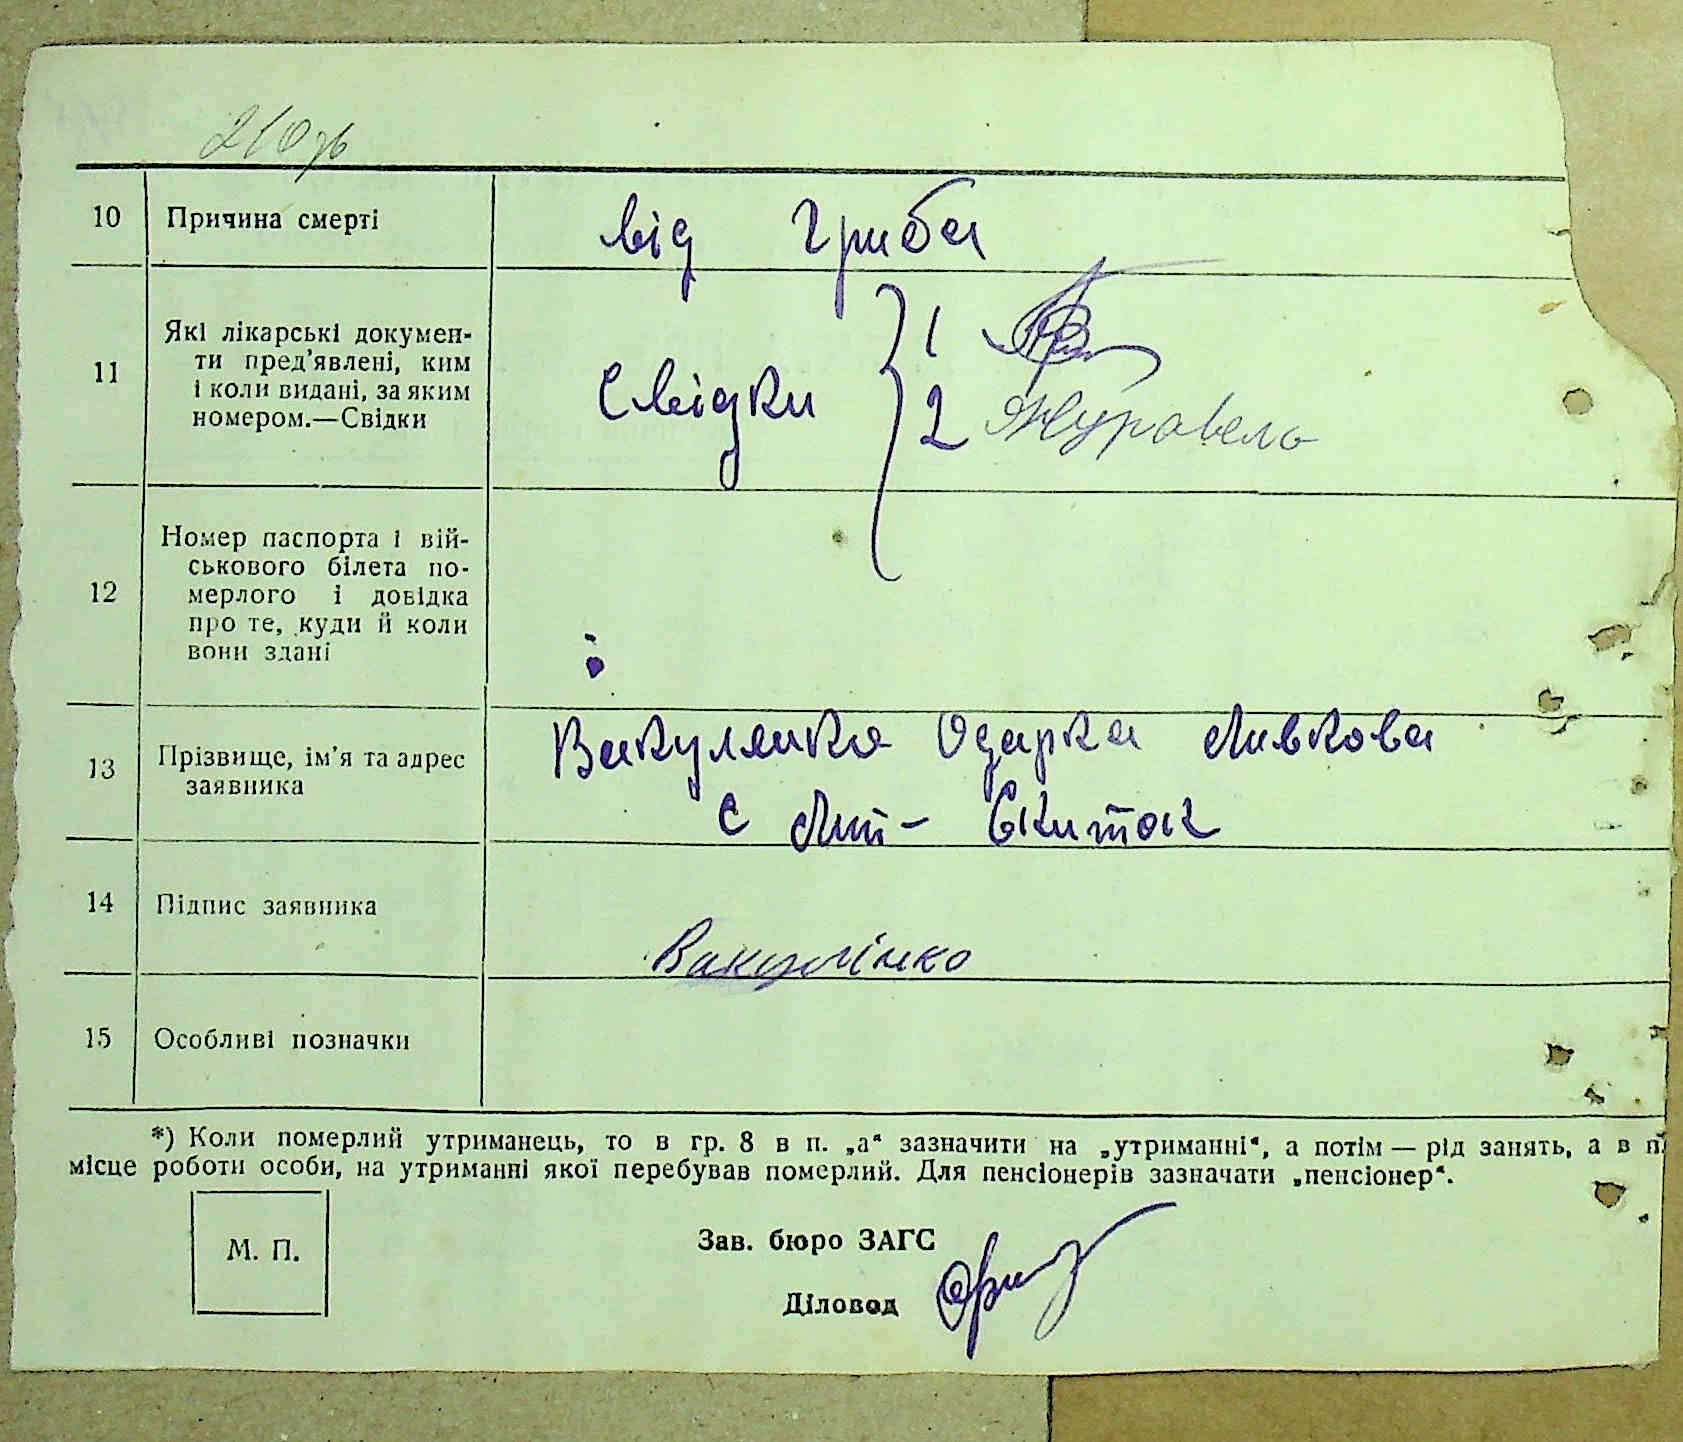 10 Причина смерті від гриба
11 Які лікарські докумен-
ти пред'явлені, ким
і коли видані, за яким
номером.—Свідки
Свідки 1
2 Журавель
12 Номер паспорта і вій-
ськового білета по-
мерлого і довідка
про те, куди й коли
вони здані
13 Прізвище, ім'я та адрес
заявника
Вакуленко Одарка
с Лит- Скиток
14 Підпис заявника
Вакулінко
15 Особливі позначки
*) Коли померлий утриманець, то в гр. 8 в п. „а“ зазначити на „утриманні“, а потім — рід занять, а в п.
місце роботи особи, на утриманні якої перебував померлий. Для пенсіонерів зазначати „пенсіонер“.
М. П.
Зав. бюро ЗАГС
Діловод